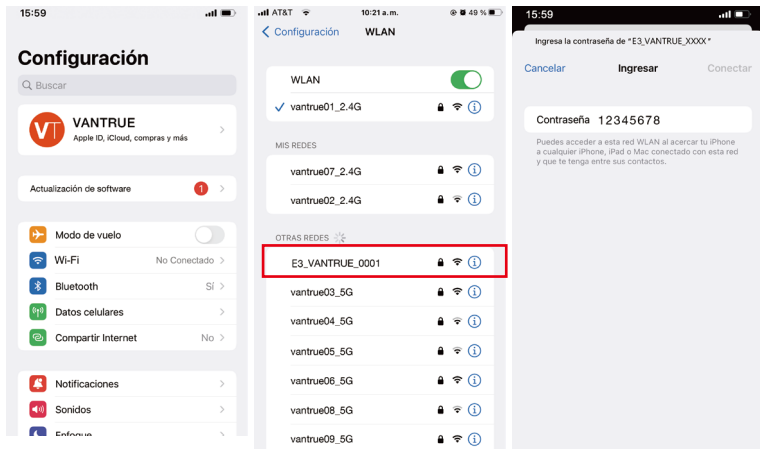 15:59
Configuración
Buscar
VT
VANTRUE
Apple ID, iCloud, compras y más
Actualización de software
1
Modo de vuelo
Wi-Fi
No Conectado
Bluetooth
Sí
Datos celulares
Compartir Internet
No
Notificaciones
Sonidos
Enfoque
AT&T
10:21 a.m.
49 %
Configuración
WLAN
WLAN
vantrue01_2.4G
MIS REDES
vantrue07_2.4G
vantrue02_2.4G
OTRAS REDES
E3_VANTRUE_0001
vantrue03_5G
vantrue04_5G
vantrue05_5G
vantrue06_5G
vantrue08_5G
vantrue09_5G
15:59
Ingresa la contraseña de "E3_VANTRUE_XXXX"
Cancelar
Ingresar
Conectar
Contraseña 12345678
Puedes acceder a esta red WLAN al acercar tu iPhone
a cualquier iPhone, iPad o Mac conectado con esta red
y que te tenga entre sus contactos.